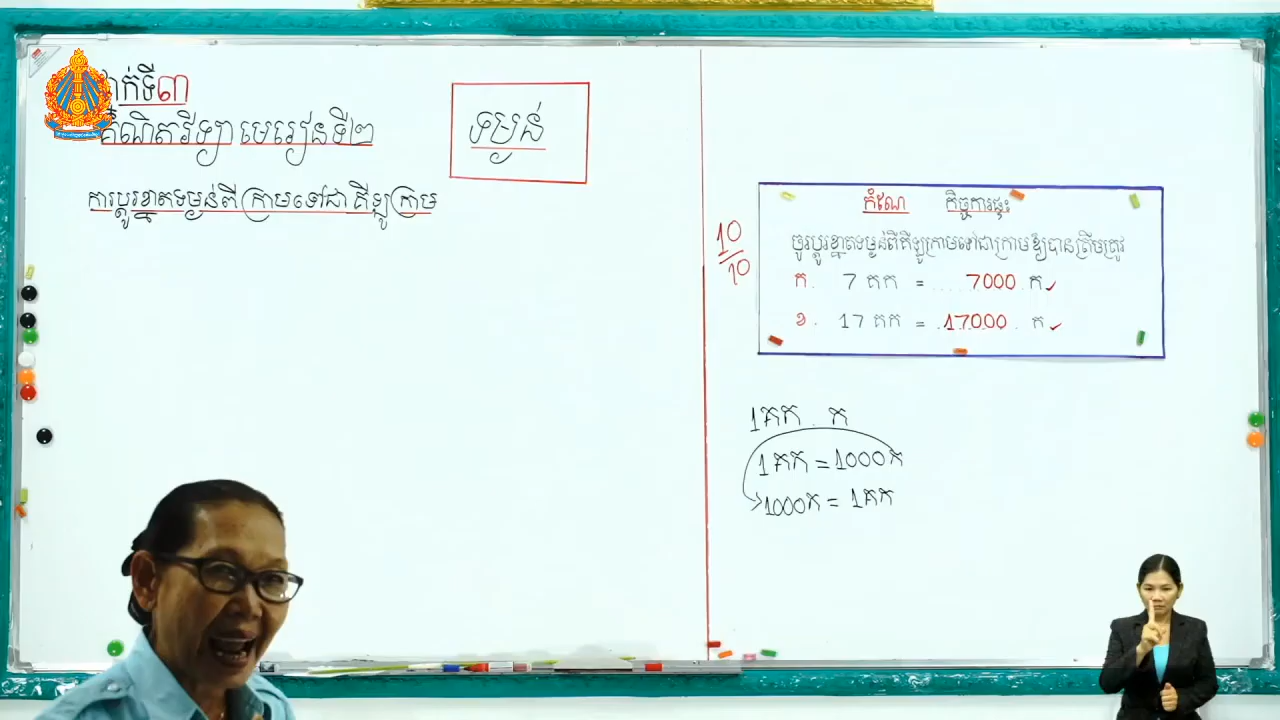 ថ្នាក់ទី៣
គណិតវិទ្យា មេរៀនទី២
ទម្ងន់
ការប្តូរខ្នាតទម្ងន់ពីក្រាមទៅជាគីឡូក្រាម
កំណែ កិច្ចការផ្ទះ
ចូរប្តូរខ្នាតទម្ងន់ពីគីឡូក្រាមទៅជាក្រាមឱ្យបានត្រឹមត្រូវ
10/10
ក. 7 គក = ....7000.ក
ខ. 17 គក = .17000. ក
1គក . ក
1គក = 1000ក
1000ក = 1គក